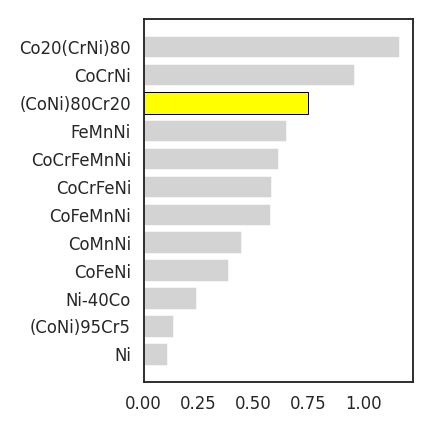 Co20(CrNi)80
CoCrNi
(CoNi)80Cr20
FeMnNi
CoCrFeMnNi
CoCrFeNi
CoFeMnNi
CoMnNi
CoFeNi
Ni-40Co
(CoNi)95Cr5
Ni
0.00 0.25 0.50 0.75 1.00